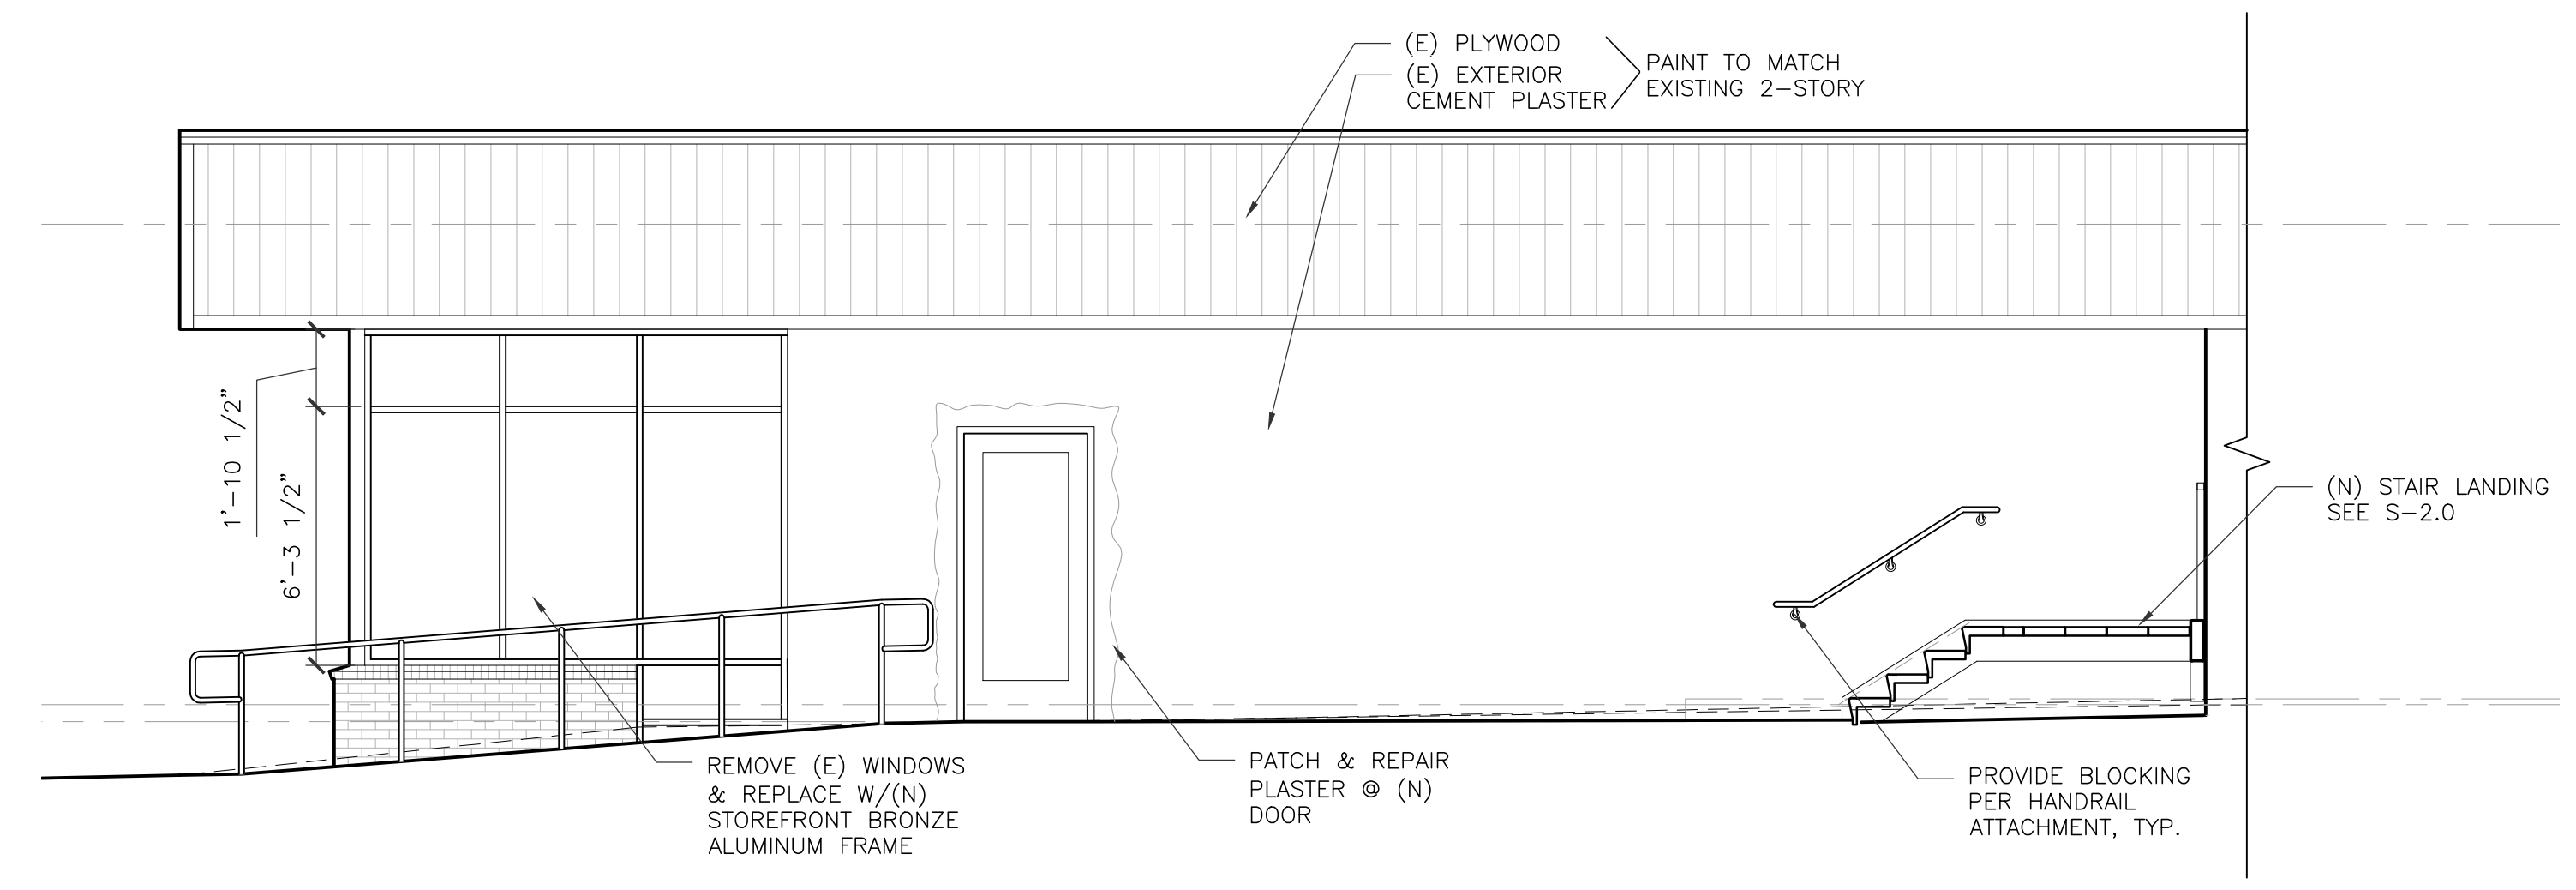 (E) PLYWOOD
(E) EXTERIOR
CEMENT PLASTER
PAINT TO MATCH
EXISTING 2-STORY
1'-10 1/2"
6'-3 1/2"
(N) STAIR LANDING
SEE S-2.0
REMOVE (E) WINDOWS
& REPLACE W/(N)
STOREFRONT BRONZE
ALUMINUM FRAME
PATCH & REPAIR
PLASTER @ (N)
DOOR
PROVIDE BLOCKING
PER HANDRAIL
ATTACHMENT, TYP.